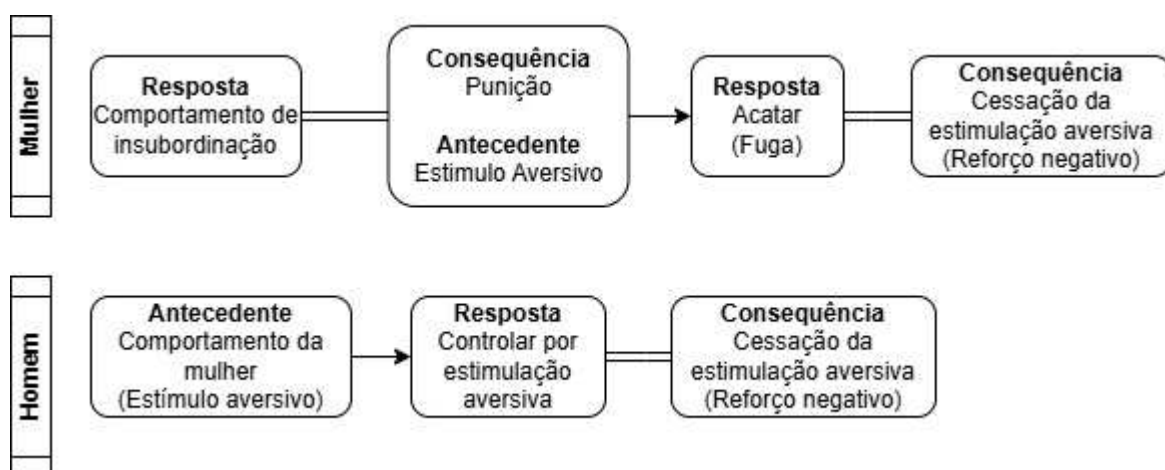 Mulher
Resposta
Comportamento de
insubordinação
Consequência
Punição
Antecedente
Estimulo Aversivo
Resposta
Acatar
(Fuga)
Consequência
Cessação da
estimulação aversiva
(Reforço negativo)
Homem
Antecedente
Comportamento da
mulher
(Estímulo aversivo)
Resposta
Controlar por
estimulação
aversiva
Consequência
Cessação da
estimulação aversiva
(Reforço negativo)